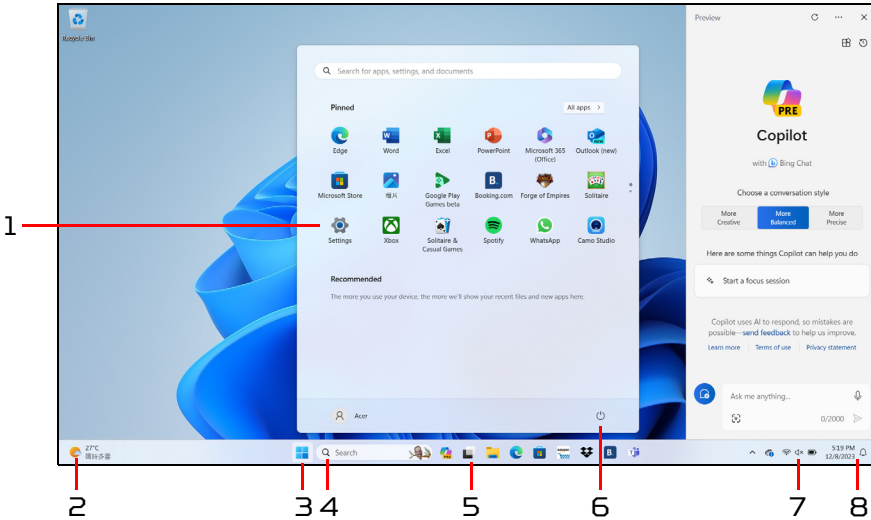 Recycle Bin
Search for apps, settings, and documents
Pinned
All apps >
Edge
Word
Excel
PowerPoint
Microsoft 365
(Office)
Outlook (new)
Microsoft Store
相片
Google Play
Games beta
Booking.com
Forge of Empires
Solitaire
Settings
Xbox
Solitaire &
Casual Games
Spotify
WhatsApp
Camo Studio
Recommended
The more you use your device, the more we'll show your recent files and new apps here.
Acer
Preview
PRE
Copilot
with b Bing Chat
Choose a conversation style
More
Creative
More
Balanced
More
Precise
Here are some things Copilot can help you do
Start a focus session
Copilot uses AI to respond, so mistakes are
possible—send feedback to help us improve.
Learn more
Terms of use
Privacy statement
Ask me anything...
0/2000
27°C
Search
B.
5:19 PM
12/8/2023
1
2
3
4
5
6
7
8